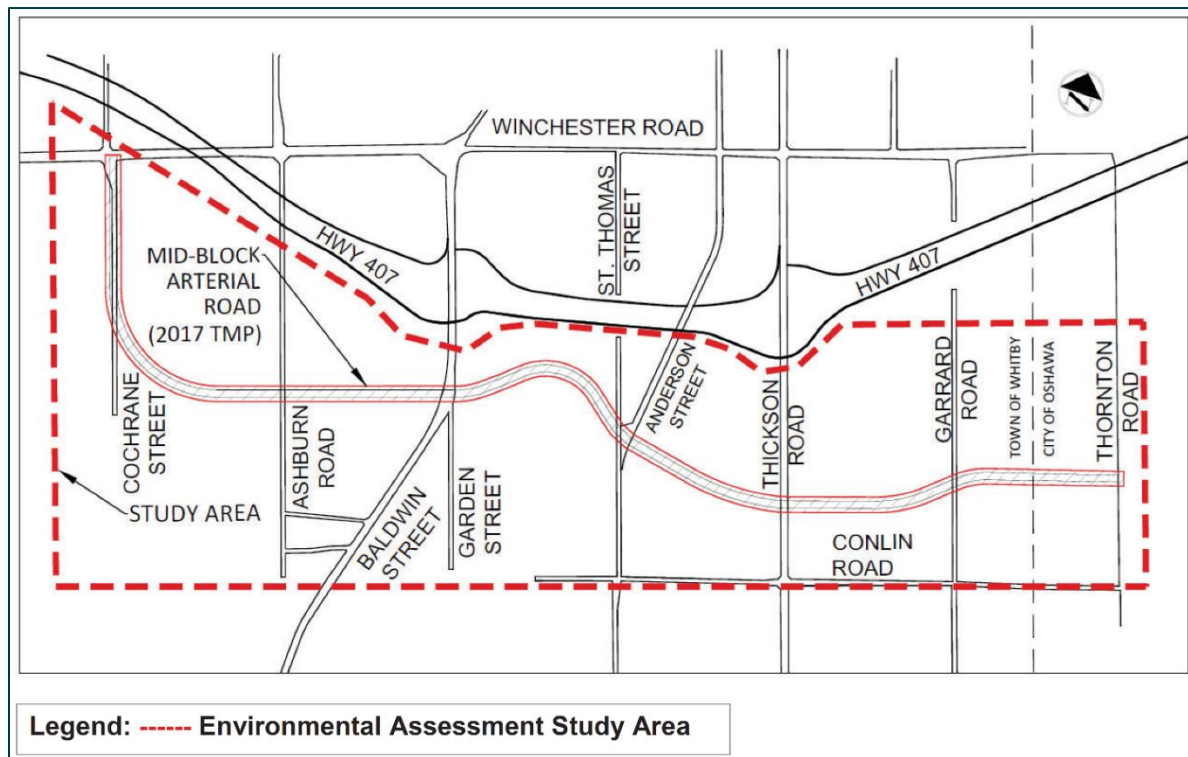 WINCHESTER ROAD
ST. THOMAS
STREET
HWY 407
HWY 407
MID-BLOCK
ARTERIAL
ROAD
(2017 TMP)
COCHRANE
STREET
ASHBURN
ROAD
BALDWIN
STREET
GARDEN
STREET
ANDERSON
STREET
THICKSON
ROAD
GARRARD
ROAD
TOWN OF WHITBY
CITY OF OSHAWA
THORNTON
ROAD
STUDY AREA
CONLIN
ROAD
Legend: ----- Environmental Assessment Study Area